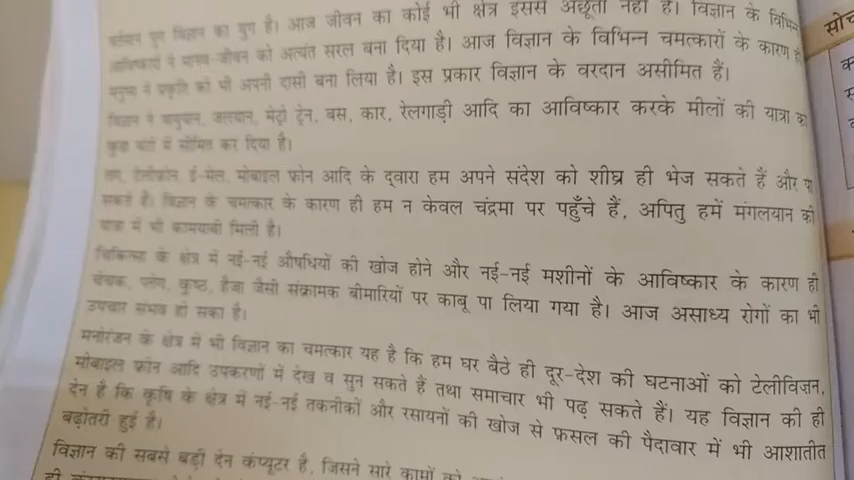 वर्तमान युग विज्ञान का युग है। आज जीवन का कोई भी क्षेत्र इससे अछूता नहीं है। विज्ञान के विभिन्न
आविष्कारों ने मानव-जीवन को अत्यंत सरल बना दिया है। आज विज्ञान के विभिन्न चमत्कारों के कारण ही
मनुष्य ने प्रकृति को भी अपनी दासी बना लिया है। इस प्रकार विज्ञान के वरदान असीमित हैं।
विज्ञान ने वायुयान, जलयान, मेट्रो ट्रेन, बस, कार, रेलगाड़ी आदि का आविष्कार करके मीलों की यात्रा को
कुछ घंटों में सीमित कर दिया है।
तार, टेलीफ़ोन, ई-मेल, मोबाइल फ़ोन आदि के द्वारा हम अपने संदेश को शीघ्र ही भेज सकते हैं और पा
सकते हैं। विज्ञान के चमत्कार के कारण ही हम न केवल चंद्रमा पर पहुँचे हैं, अपितु हमें मंगलयान की
यात्रा में भी कामयाबी मिली है।
चिकित्सा के क्षेत्र में नई-नई औषधियों की खोज होने और नई-नई मशीनों के आविष्कार के कारण ही
चेचक, प्लेग, कुष्ठ, हैजा जैसी संक्रामक बीमारियों पर काबू पा लिया गया है। आज असाध्य रोगों का भी
उपचार संभव हो सका है।
मनोरंजन के क्षेत्र में भी विज्ञान का चमत्कार यह है कि हम घर बैठे ही दूर-देश की घटनाओं को टेलीविज़न,
मोबाइल फ़ोन आदि उपकरणों में देख व सुन सकते हैं तथा समाचार भी पढ़ सकते हैं। यह विज्ञान की ही
देन है कि कृषि के क्षेत्र में नई-नई तकनीकों और रसायनों की खोज से फ़सल की पैदावार में भी आशातीत
बढ़ोतरी हुई है।
विज्ञान की सबसे बड़ी देन कंप्यूटर है, जिसने सारे कामों को